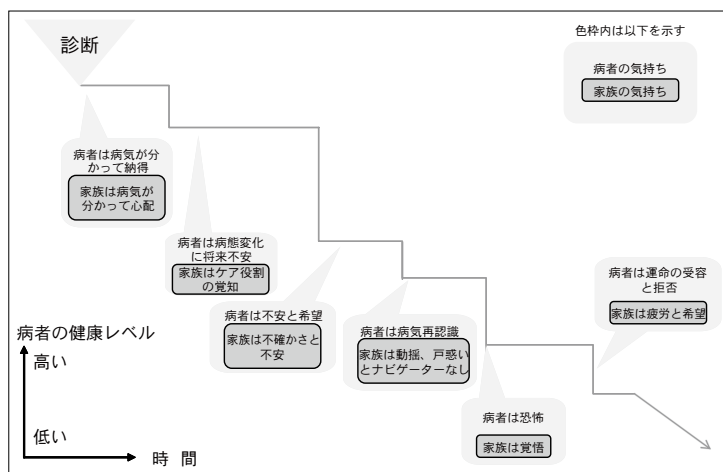 診断
色枠内は以下を示す
病者の気持ち
家族の気持ち
病者は病気が分
かって納得
家族は病気が
分かって心配
病者は病態変化
に将来不安
家族はケア役割
の覚知
病者は不安と希望
家族は不確かさと
不安
病者は病気再認識
家族は動揺、戸惑い
とナビゲーターなし
病者は恐怖
家族は覚悟
病者は運命の受容
と拒否
家族は疲労と希望
病者の健康レベル
高い
低い
時 間